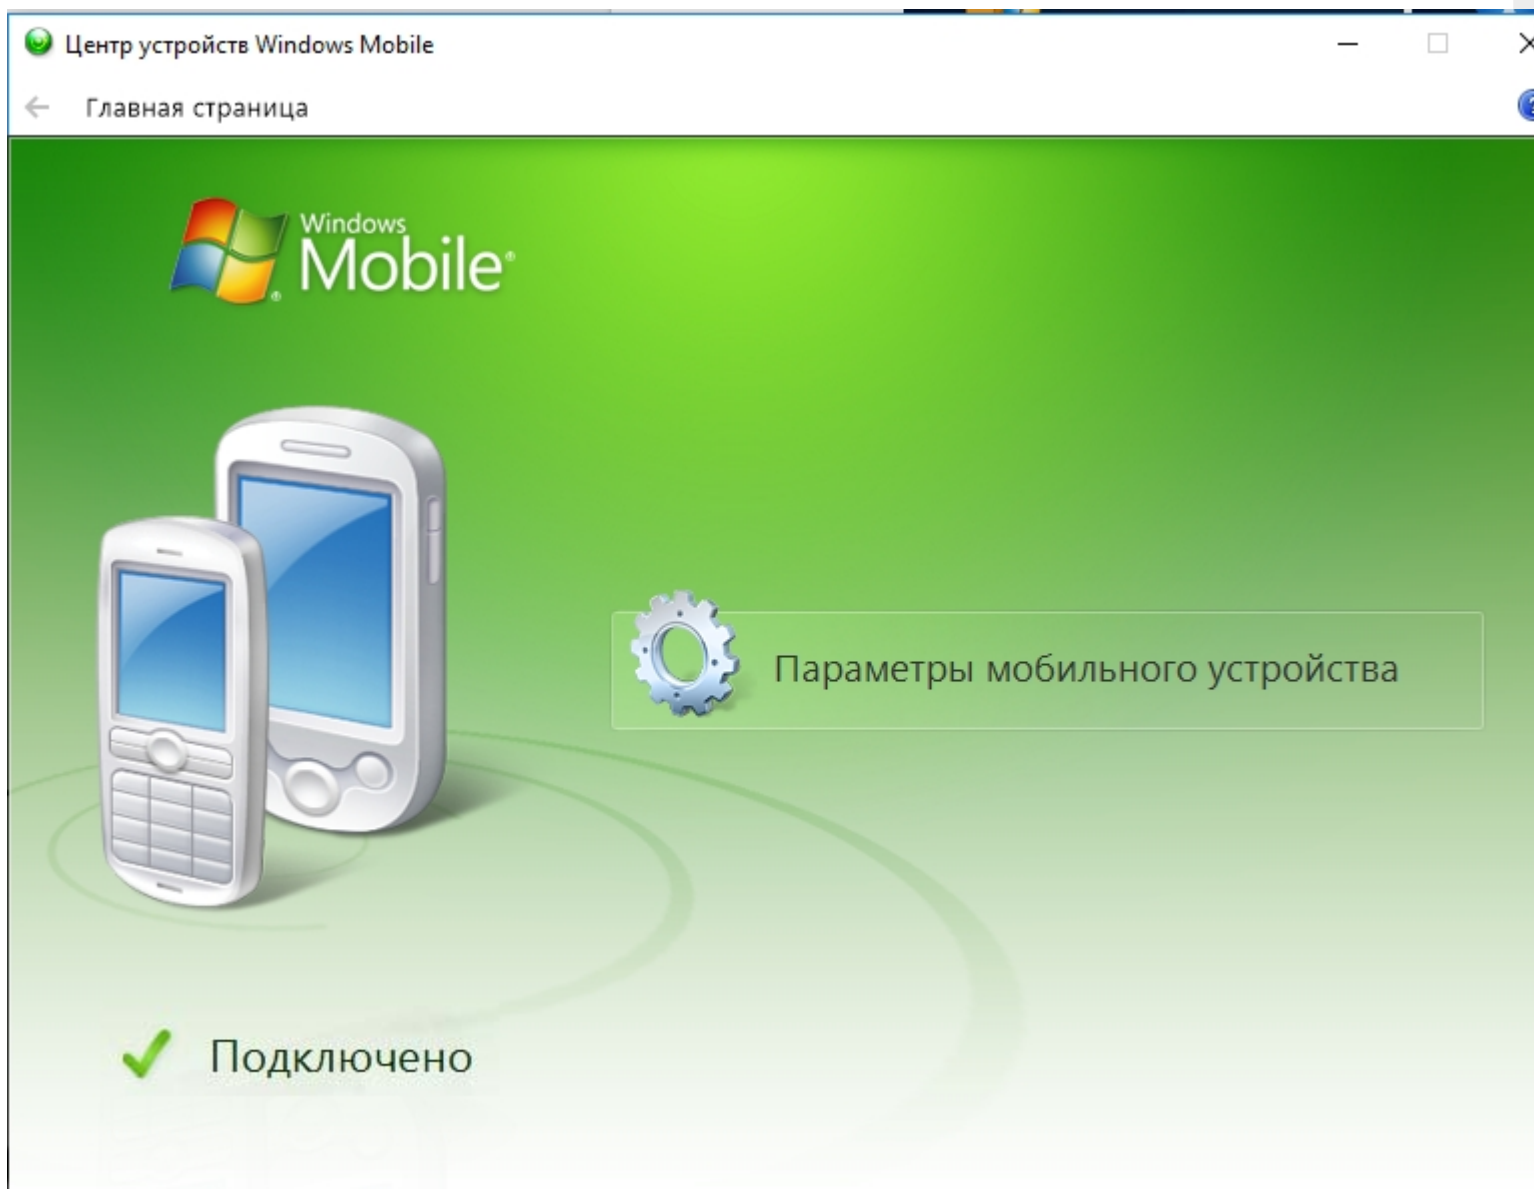 Центр устройств Windows Mobile
Главная страница
Windows
Mobile®
Параметры мобильного устройства
Подключено